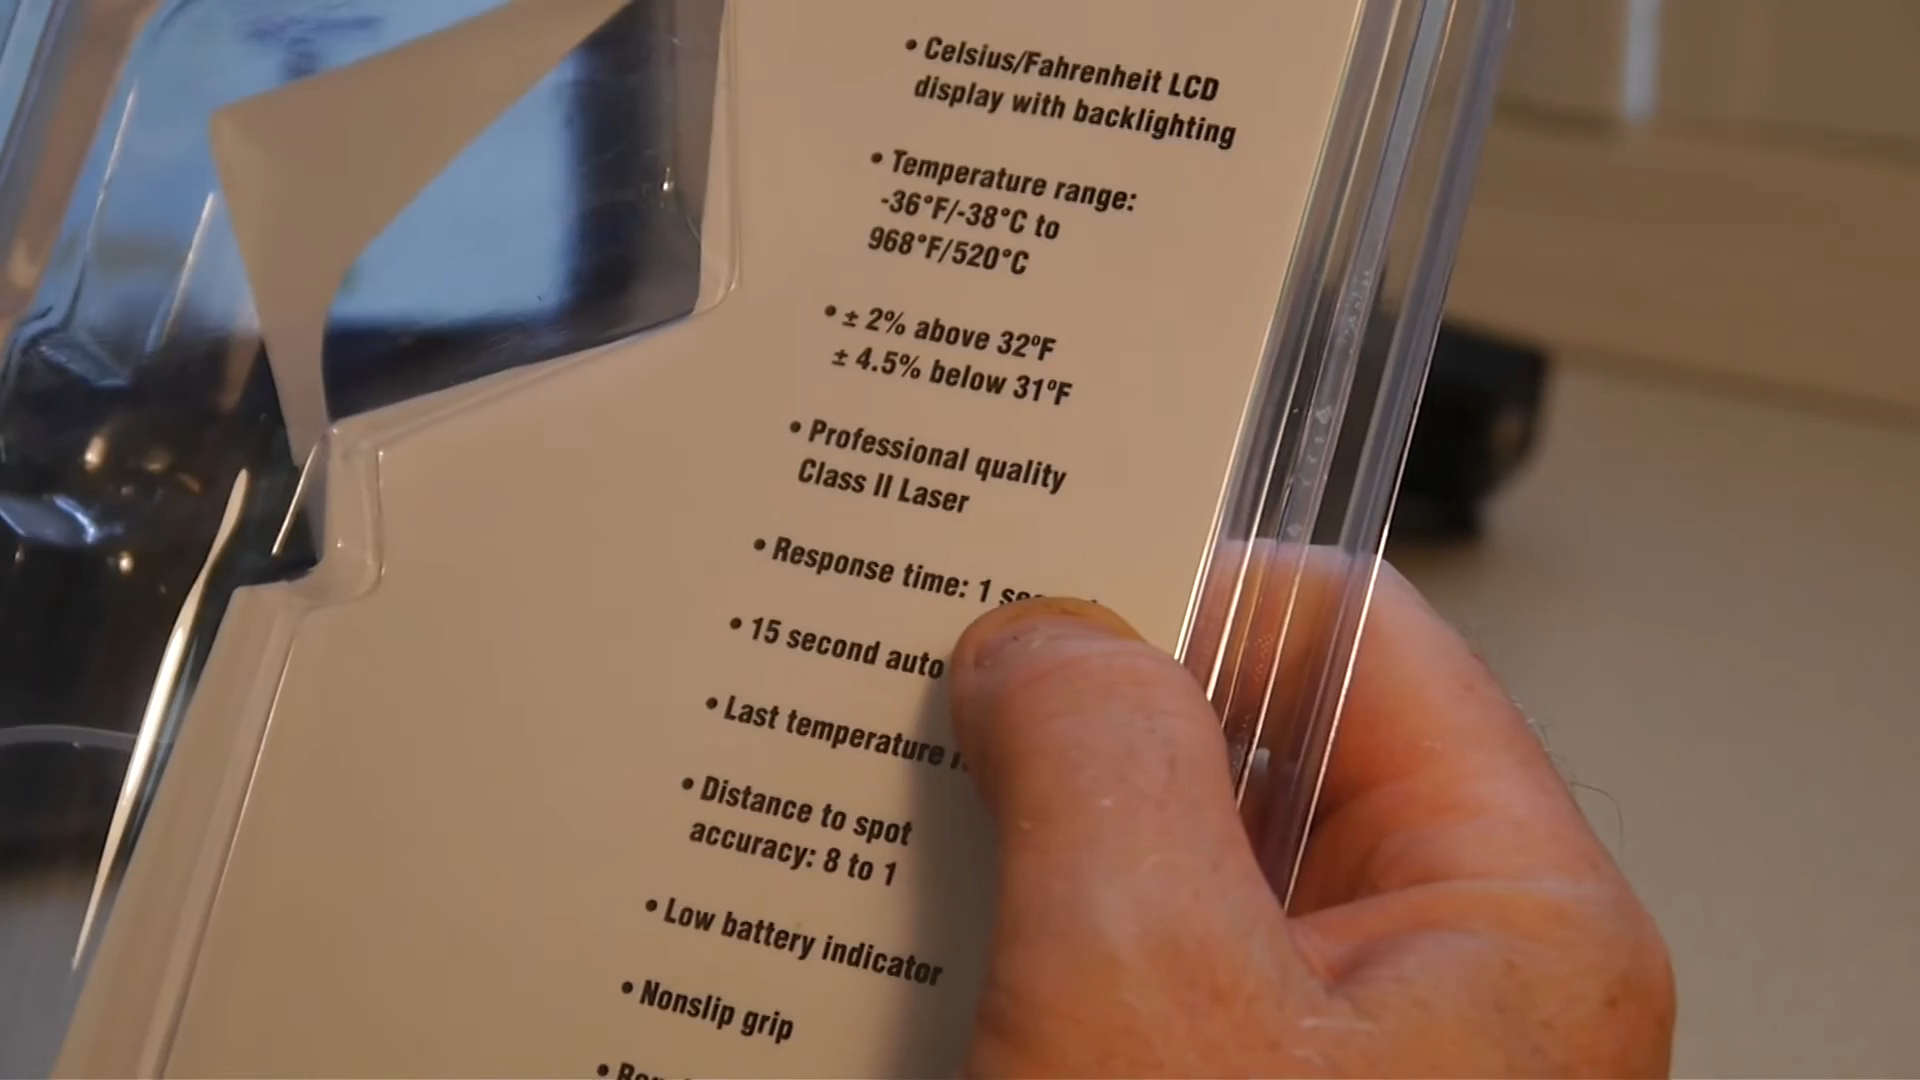 • Celsius/Fahrenheit LCD
display with backlighting
• Temperature range:
-36°F/-38°C to
968°F/520°C
• ± 2% above 32ºF
± 4.5% below 31ºF
• Professional quality
Class II Laser
• Response time: 1
• 15 second auto
• Last temperature
• Distance to spot
accuracy: 8 to 1
• Low battery indicator
• Nonslip grip